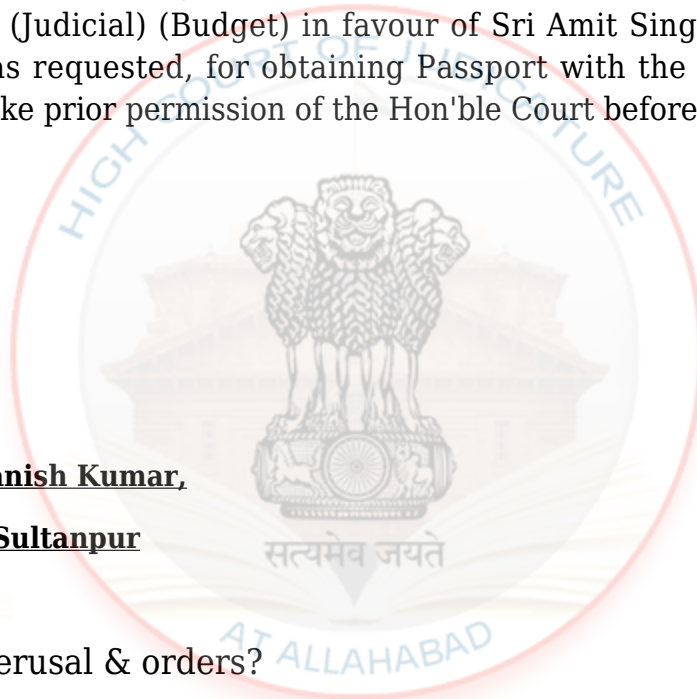 (Judicial) (Budget) in favour of Sri Amit Sing
as requested, for obtaining Passport with the
ke prior permission of the Hon'ble Court before
HIGH COURT OF JUDICATURE
anish Kumar,
Sultanpur
सत्यमेव जयते
AT ALLAHABAD
erusal & orders?